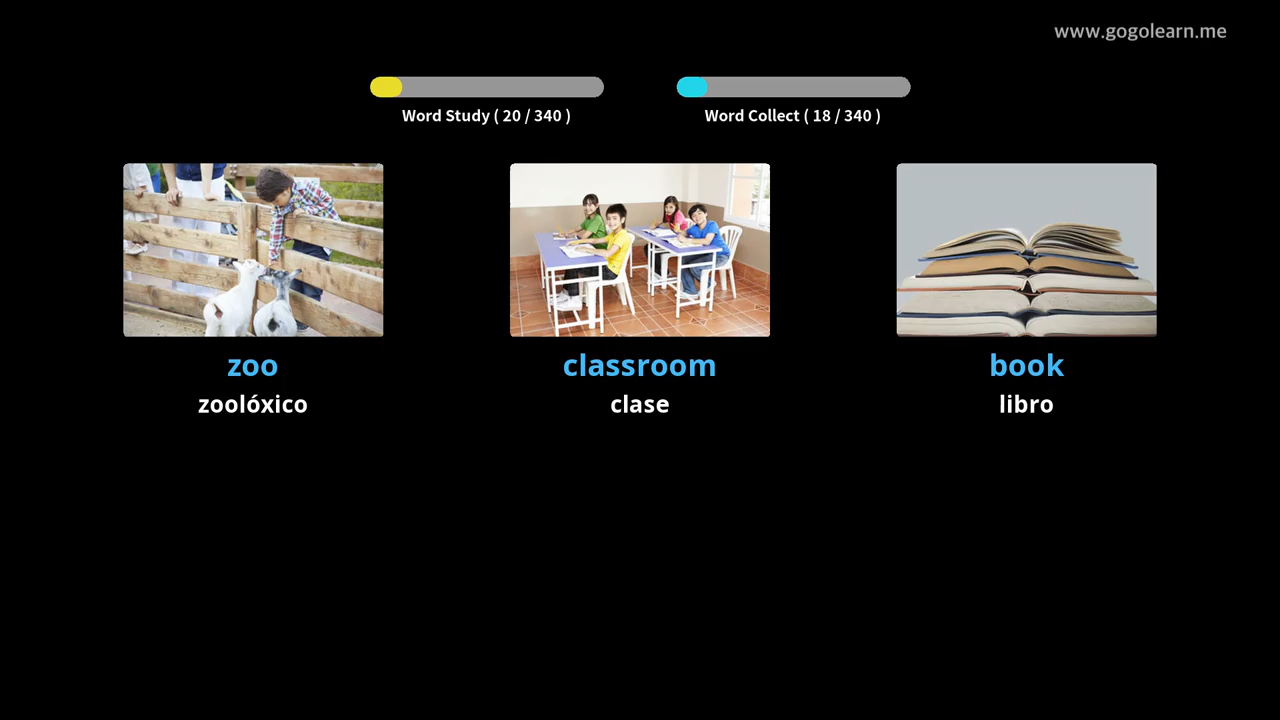 www.gogolearn.me
Word Study ( 20 / 340 )
Word Collect ( 18 / 340 )
zoo
zoolóxico
classroom
clase
book
libro